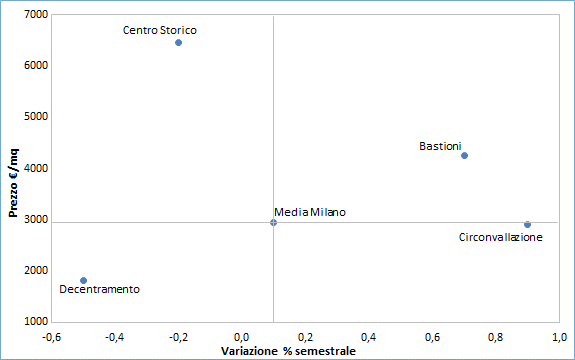 7000
Centro Storico
6000
5000
Bastioni
4000
Prezzo €/mq
Media Milano
3000
Circonvallazione
2000
Decentramento
1000
-0,6 -0,4 -0,2 0,0 0,2 0,4 0,6 0,8 1,0
Variazione % semestrale